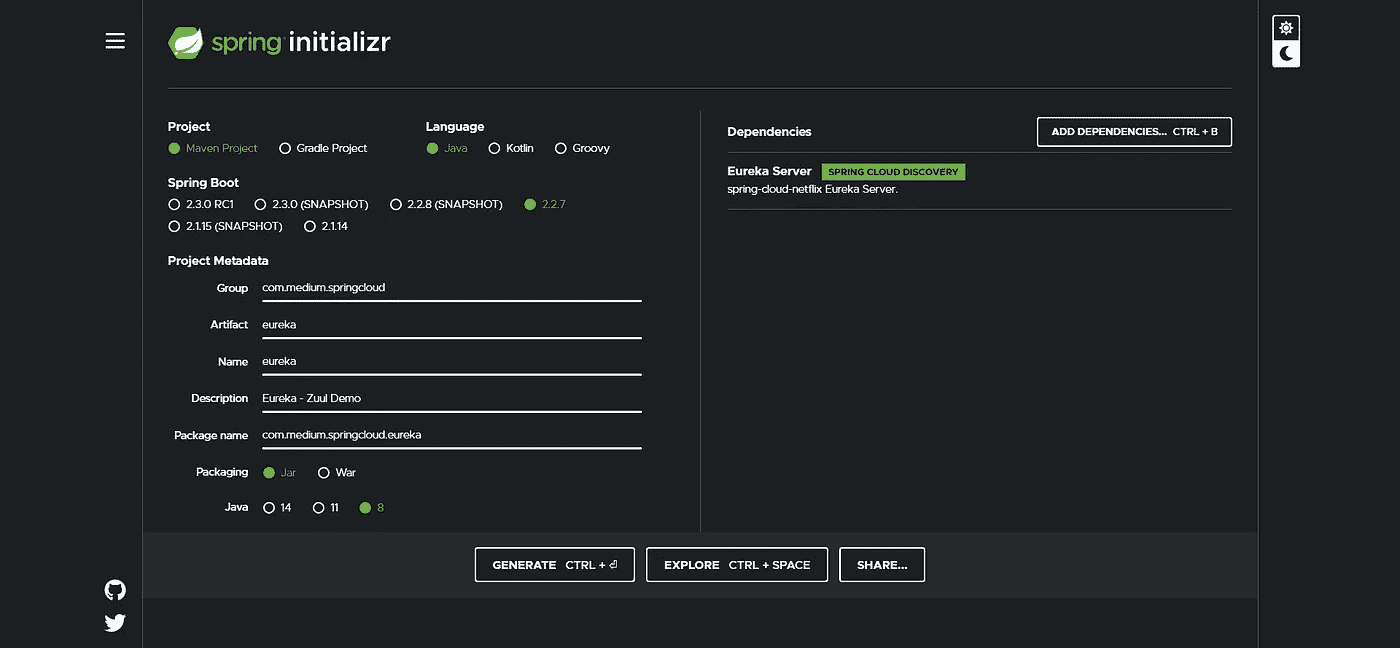 spring initializr
Project
Maven Project Gradle Project
Language
Java Kotlin Groovy
Spring Boot
2.3.0 RC1 2.3.0 (SNAPSHOT) 2.2.8 (SNAPSHOT) 2.2.7
2.1.15 (SNAPSHOT) 2.1.14
Project Metadata
Group com.medium.springcloud
Artifact eureka
Name eureka
Description Eureka - Zuul Demo
Package name com.medium.springcloud.eureka
Packaging Jar War
Java 14 11 8
Dependencies ADD DEPENDENCIES... CTRL + B
Eureka Server SPRING CLOUD DISCOVERY
spring-cloud-netflix Eureka Server.
GENERATE CTRL + ⏎ EXPLORE CTRL + SPACE SHARE...